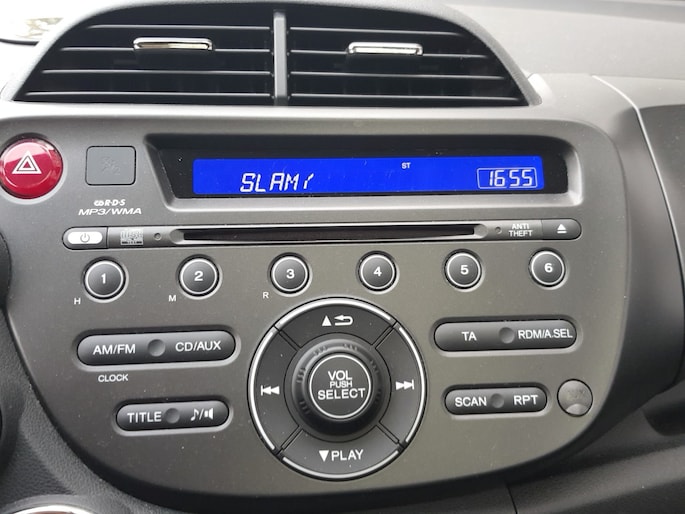 ST
SLAM/ 1655
R·D·S
MP3/WMA
ANTI THEFT
1 2 3 4 5 6
H M R
AM/FM CD/AUX
CLOCK
TITLE
VOL
PUSH
SELECT
PLAY
TA RDM/A.SEL
SCAN RPT